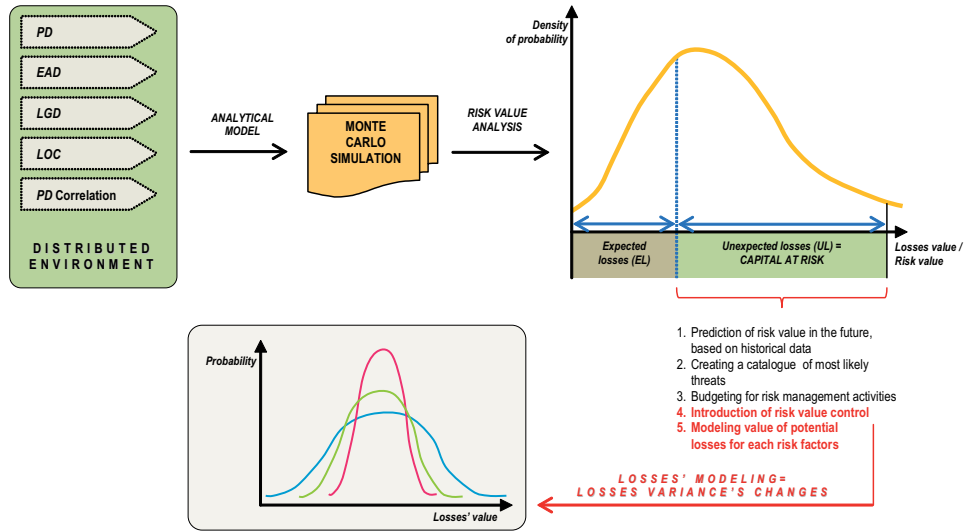 PD
EAD
LGD
LOC
PD Correlation
DISTRIBUTED
ENVIRONMENT
ANALYTICAL
MODEL
MONTE
CARLO
SIMULATION
RISK VALUE
ANALYSIS
Density
of probability
Expected
losses (EL)
Unexpected losses (UL) =
CAPITAL AT RISK
Losses value /
Risk value
1. Prediction of risk value in the future,
based on historical data
2. Creating a catalogue of most likely
threats
3. Budgeting for risk management activities
4. Introduction of risk value control
5. Modeling value of potential
losses for each risk factors
LOSSES' MODELING=
LOSSES VARIANCE'S CHANGES
Probability
Losses' value